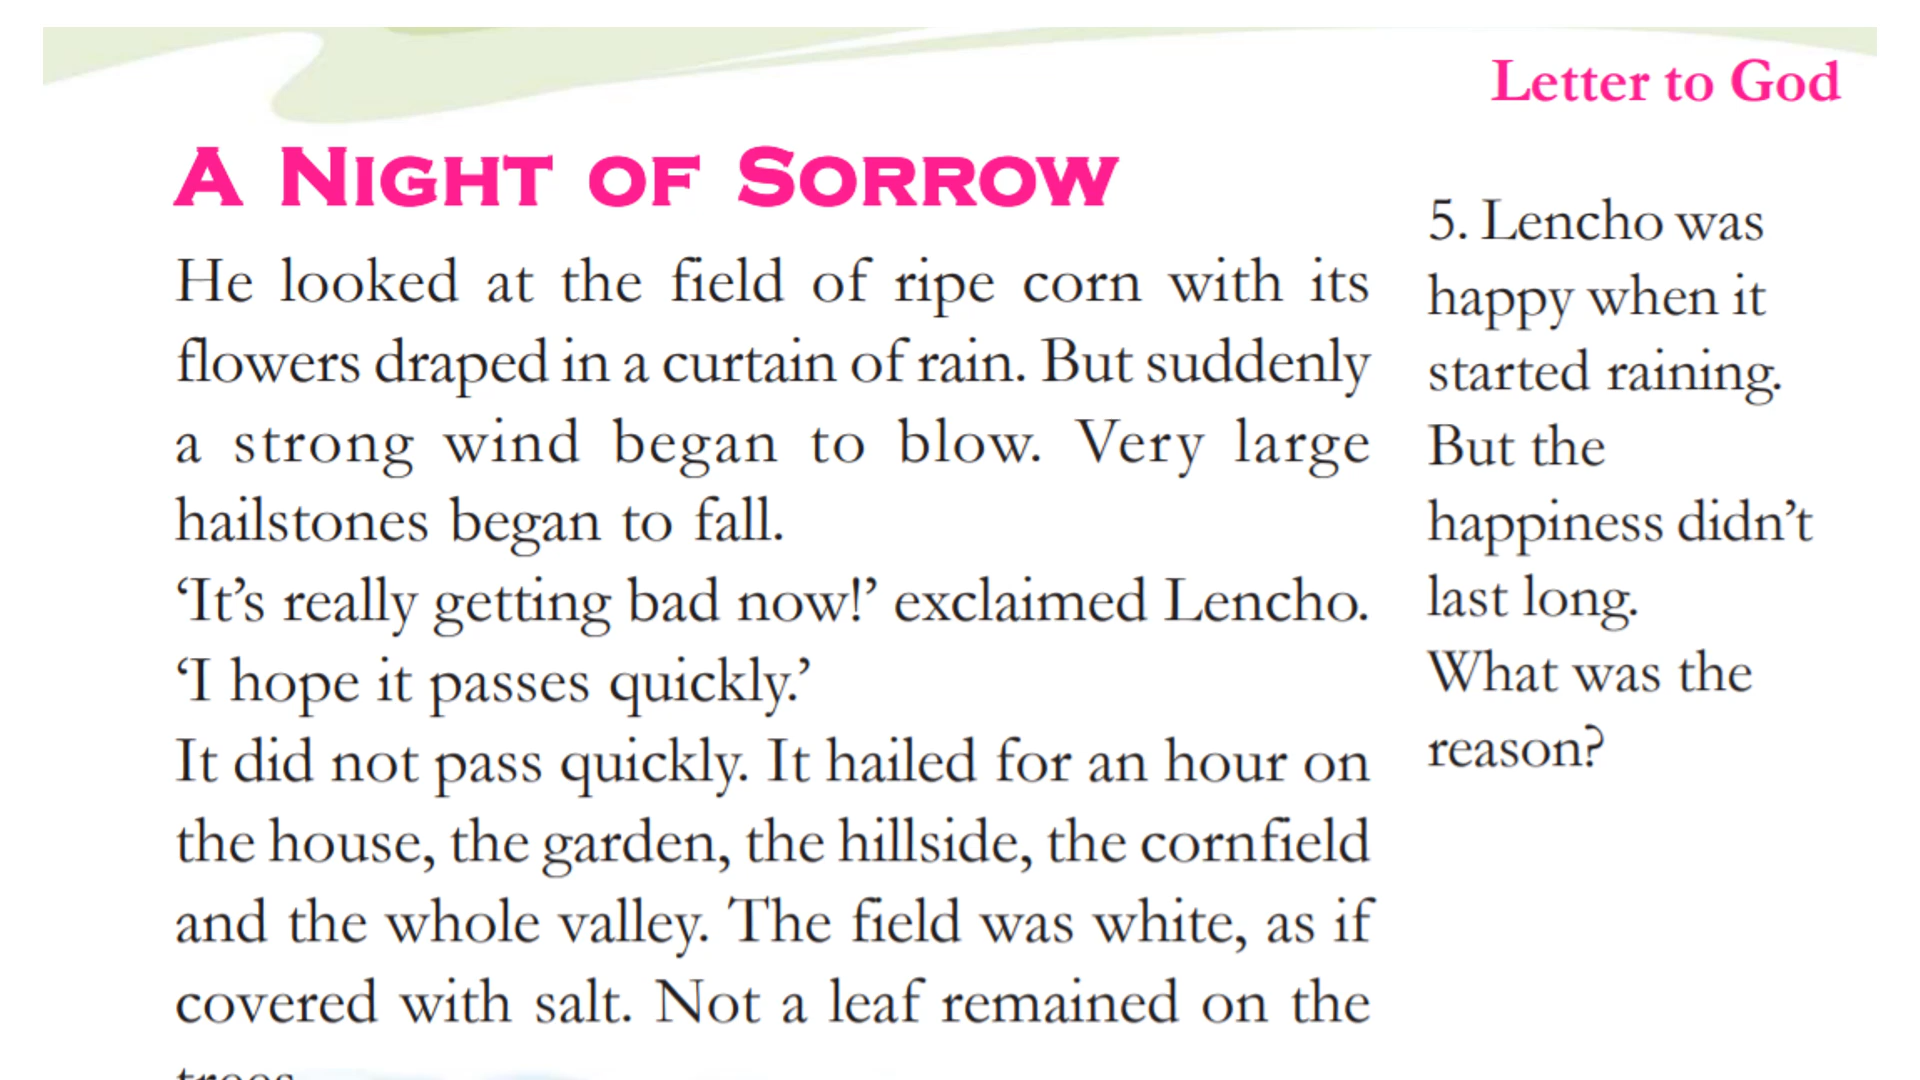 Letter to God
A Night of Sorrow
He looked at the field of ripe corn with its
flowers draped in a curtain of rain. But suddenly
a strong wind began to blow. Very large
hailstones began to fall.
‘It’s really getting bad now!’ exclaimed Lencho.
‘I hope it passes quickly.’
It did not pass quickly. It hailed for an hour on
the house, the garden, the hillside, the cornfield
and the whole valley. The field was white, as if
covered with salt. Not a leaf remained on the
5. Lencho was
happy when it
started raining.
But the
happiness didn’t
last long.
What was the
reason?